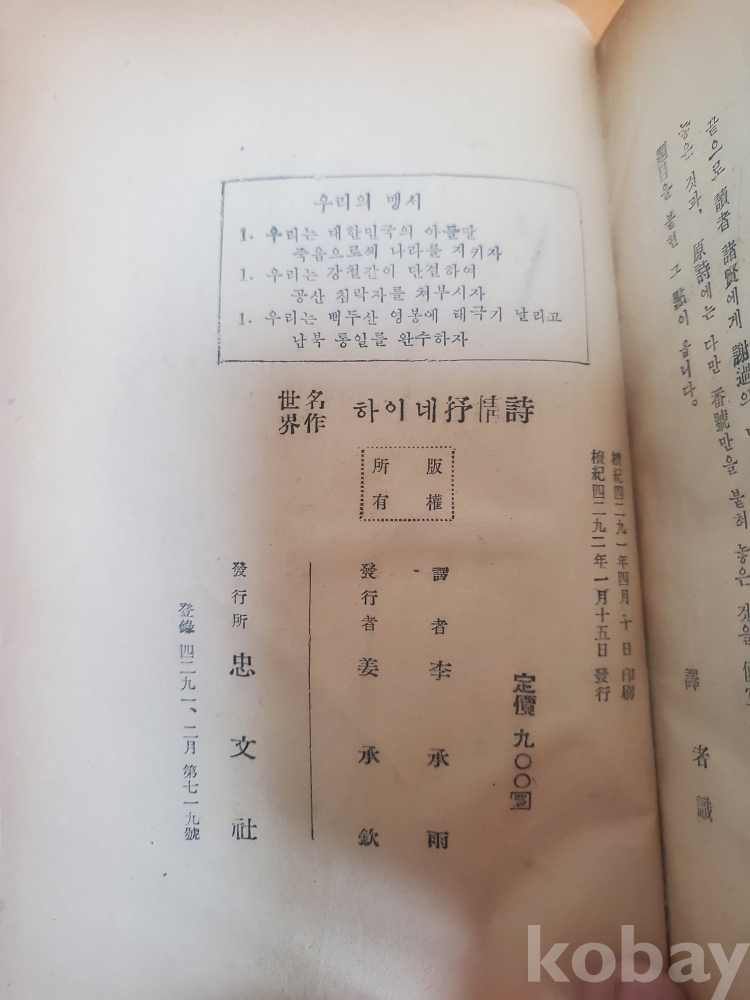 우리의 맹서
1. 우리는 대한민국의 아들딸
죽음으로써 나라를 지키자
1. 우리는 강철같이 단결하여
공산 침략자를 쳐부시자
1. 우리는 백두산 영봉에 태극기 날리고
남북 통일를 완수하자
世界名作 하이네抒情詩
版權所有
檀紀四二九一年四月 十 日 印刷
檀紀四二九二年一月十五日 發行
定價 九〇〇圜
譯者 李承雨
發行者 姜承欽
發行所 忠文社
登錄 四二九一、二月 第七一九號
끝으로 讀者 諸賢에게 謝過의
놓은 것과, 原詩에는 다만 番號만을 붙혀 놓은 것을
題目을 붙힌 그 點이 옵니다。
譯者識
kobay